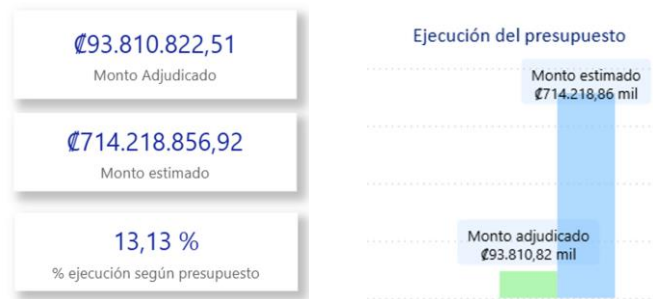 ₡93.810.822,51
Monto Adjudicado
₡714.218.856,92
Monto estimado
13,13 %
% ejecución según presupuesto
Ejecución del presupuesto
Monto estimado
₡714.218,86 mil
Monto adjudicado
₡93.810,82 mil